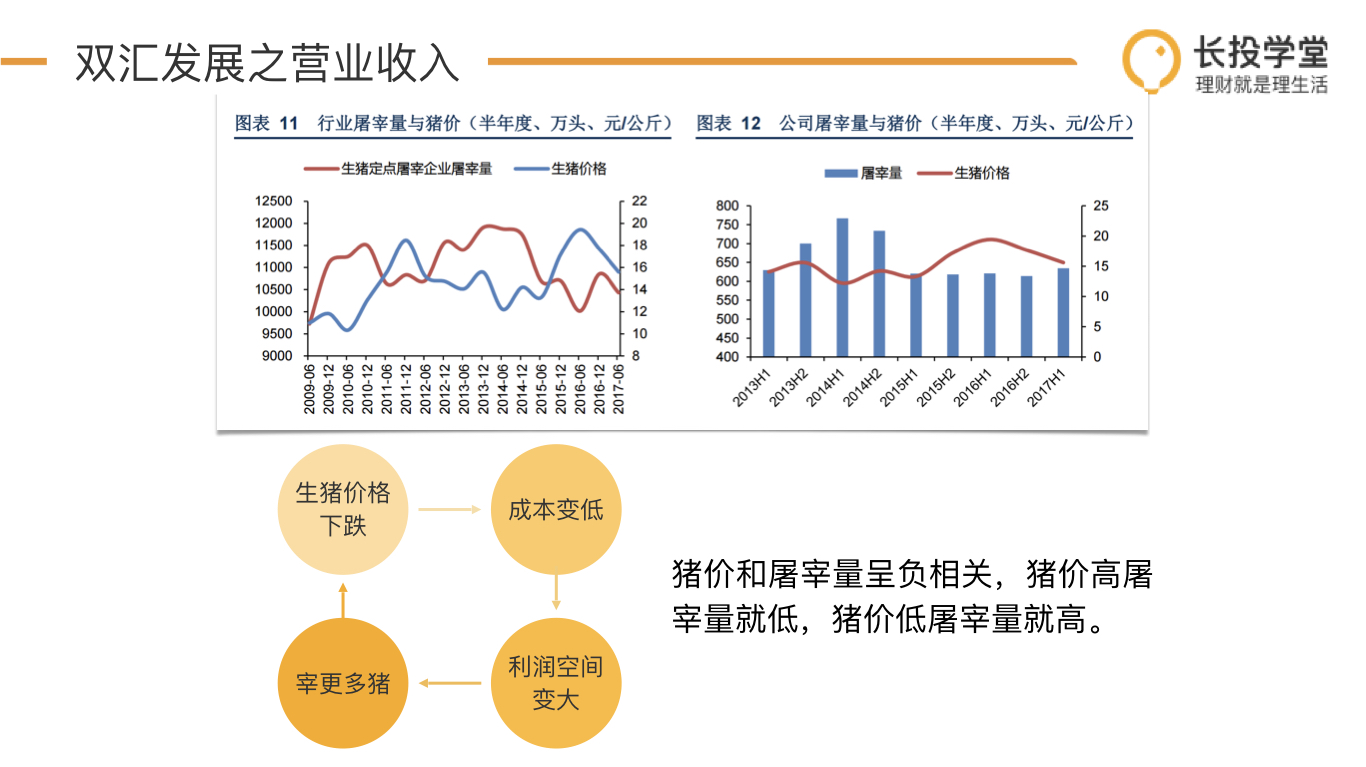 双汇发展之营业收入
长投学堂
理财就是理生活
图表 11 行业屠宰量与猪价（半年度、万头、元/公斤）
生猪定点屠宰企业屠宰量 生猪价格
12500
12000
11500
11000
10500
10000
9500
9000
22
20
18
16
14
12
10
8
2009-06
2009-12
2010-06
2010-12
2011-06
2011-12
2012-06
2012-12
2013-06
2013-12
2014-06
2014-12
2015-06
2015-12
2016-06
2016-12
2017-06
图表 12 公司屠宰量与猪价（半年度、万头、元/公斤）
屠宰量 生猪价格
800
750
700
650
600
550
500
450
400
25
20
15
10
5
0
2013H1
2013H2
2014H1
2014H2
2015H1
2015H2
2016H1
2016H2
2017H1
生猪价格
下跌
成本变低
利润空间
变大
宰更多猪
猪价和屠宰量呈负相关，猪价高屠
宰量就低，猪价低屠宰量就高。